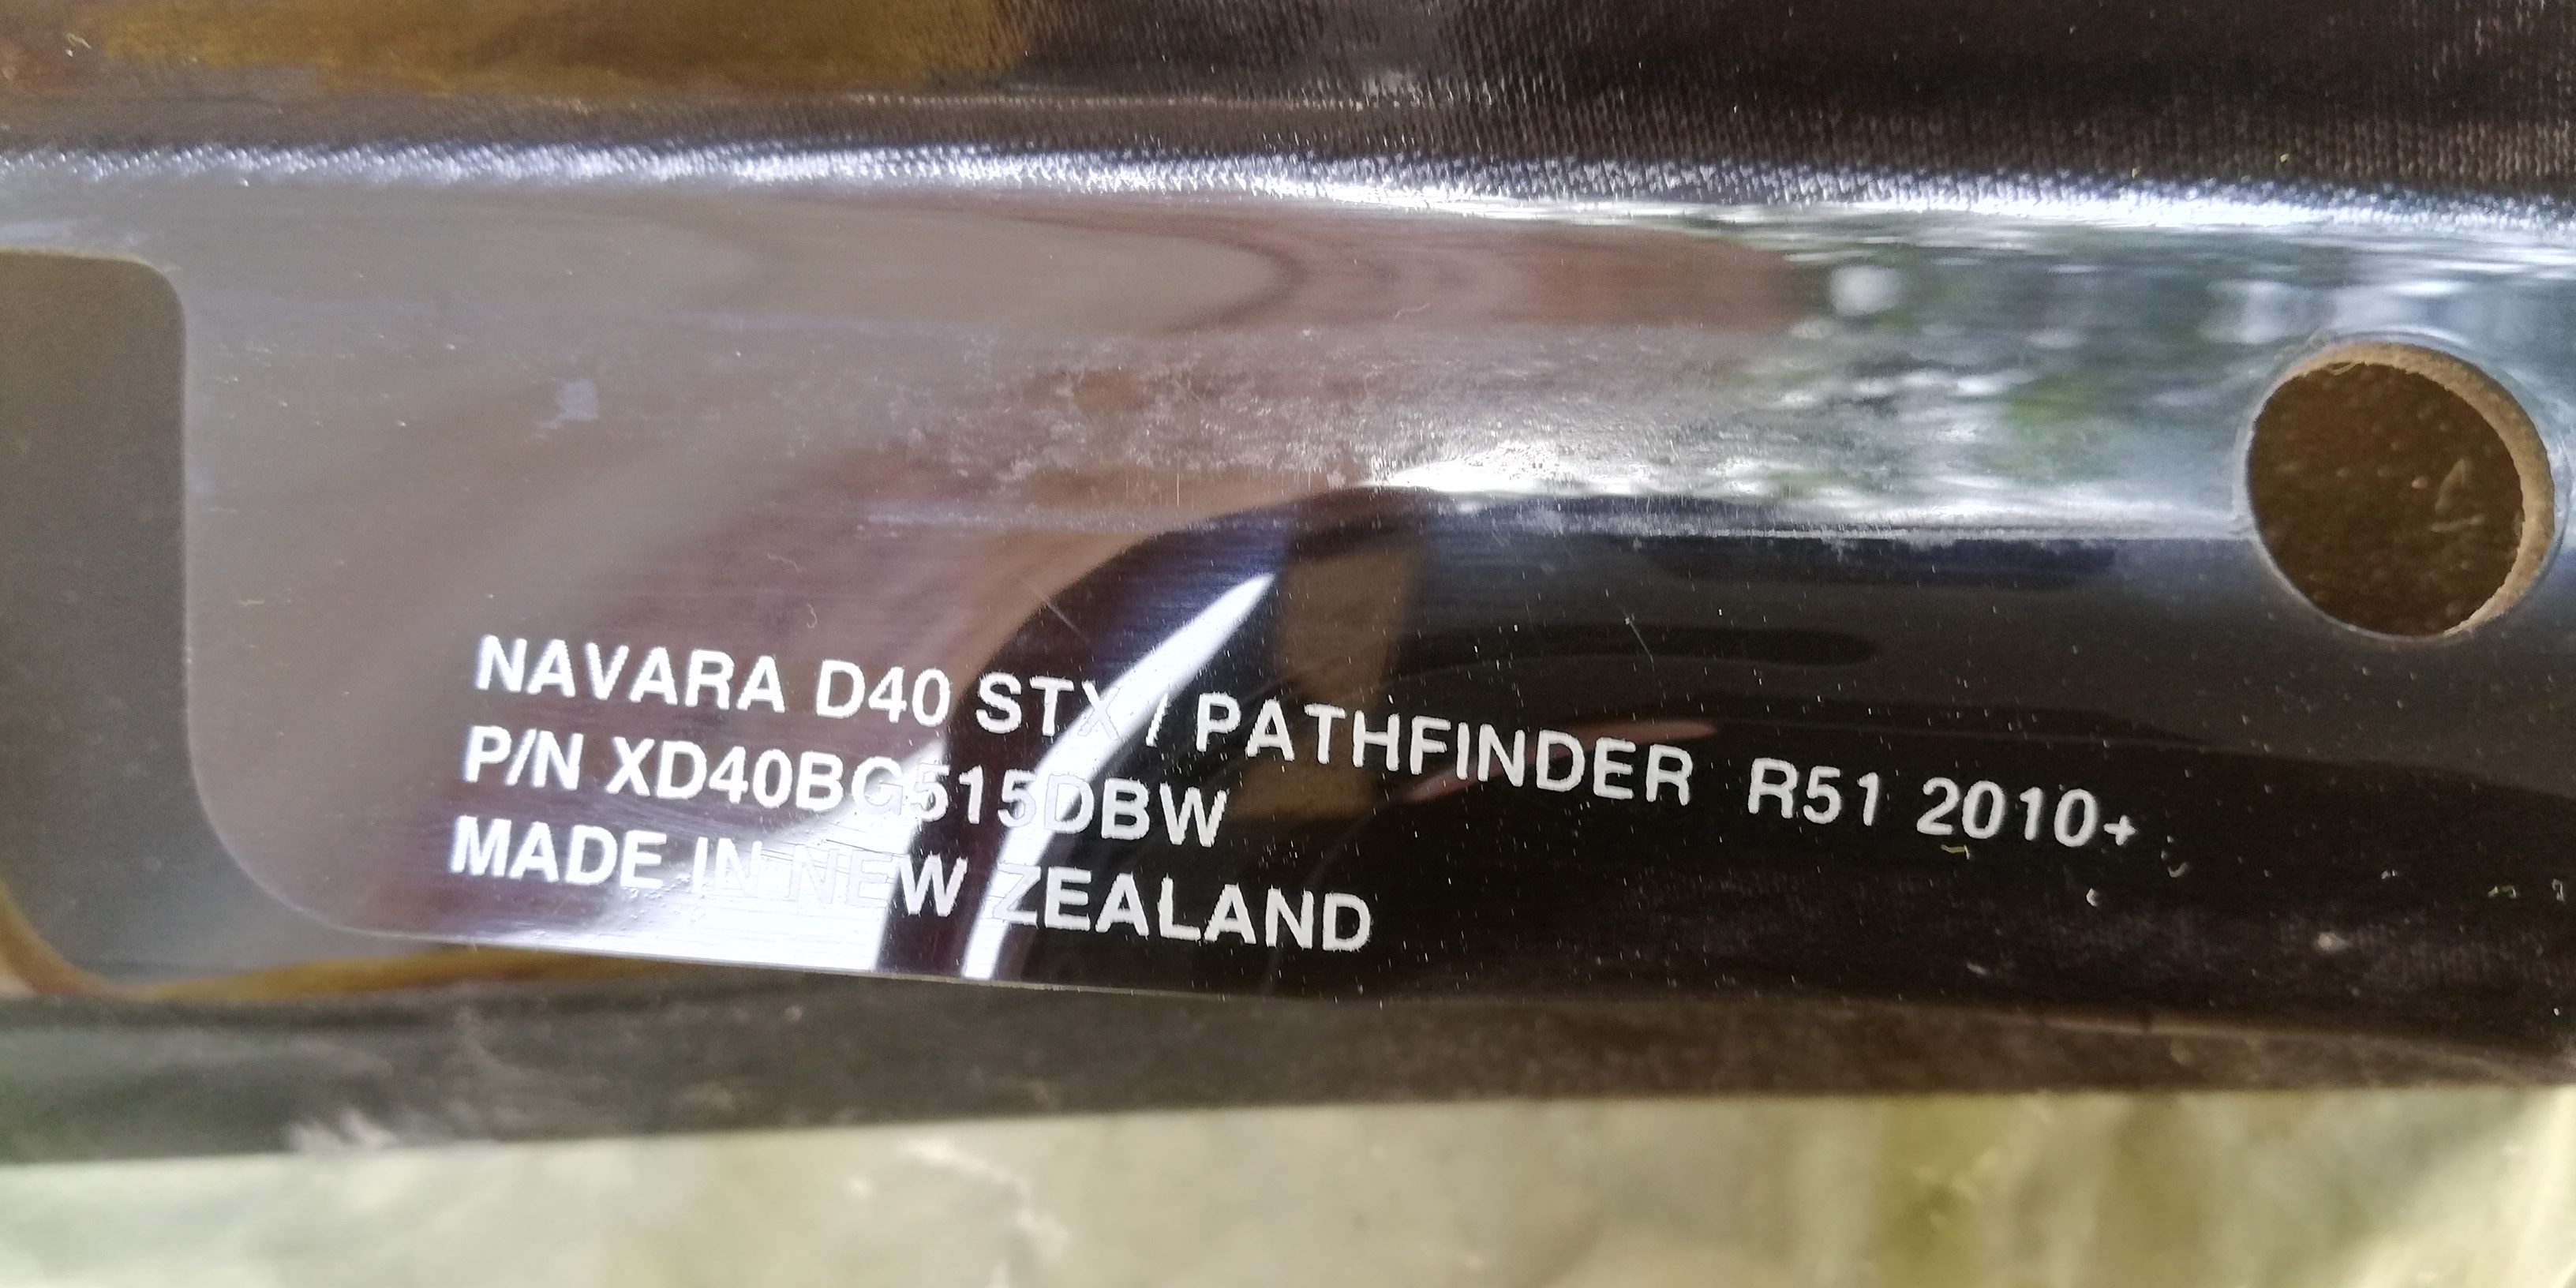 NAVARA D40 STX / PATHFINDER R51 2010+
P/N XD40BG515DBW
MADE IN NEW ZEALAND